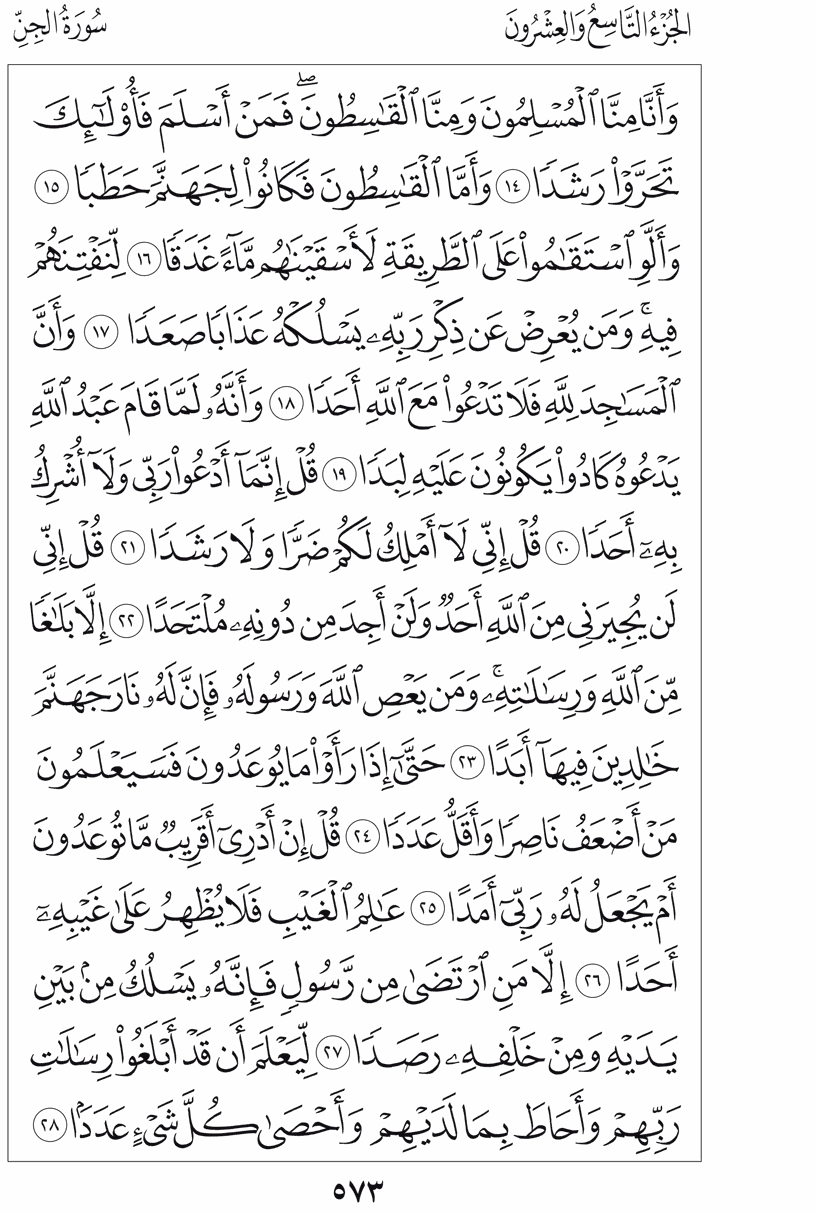 الجُزْءُ التَّاسِعُ وَالعِشْرُونَ
سُورَةُ الجِنِّ
وَأَنَّا مِنَّا ٱلْمُسْلِمُونَ وَمِنَّا ٱلْقَٰسِطُونَۖ فَمَنْ أَسْلَمَ فَأُو۟لَٰٓئِكَ
تَحَرَّوْا۟ رَشَدًا ١٤ وَأَمَّا ٱلْقَٰسِطُونَ فَكَانُوا۟ لِجَهَنَّمَ حَطَبًا ١٥
وَأَلَّوِ ٱسْتَقَٰمُوا۟ عَلَى ٱلطَّرِيقَةِ لَأَسْقَيْنَٰهُم مَّآءً غَدَقًا ١٦ لِّنَفْتِنَهُمْ
فِيهِۚ وَمَن يُعْرِضْ عَن ذِكْرِ رَبِّهِۦ يَسْلُكْهُ عَذَابًا صَعَدًا ١٧ وَأَنَّ
ٱلْمَسَٰجِدَ لِلَّهِ فَلَا تَدْعُوا۟ مَعَ ٱللَّهِ أَحَدًا ١٨ وَأَنَّهُۥ لَمَّا قَامَ عَبْدُ ٱللَّهِ
يَدْعُوهُ كَادُوا۟ يَكُونُونَ عَلَيْهِ لِبَدًا ١٩ قُلْ إِنَّمَآ أَدْعُوا۟ رَبِّى وَلَآ أُشْرِكُ
بِهِۦٓ أَحَدًا ٢٠ قُلْ إِنِّى لَآ أَمْلِكُ لَكُمْ ضَرًّا وَلَا رَشَدًا ٢١ قُلْ إِنِّى
لَن يُجِيرَنِى مِنَ ٱللَّهِ أَحَدٌ وَلَنْ أَجِدَ مِن دُونِهِۦ مُلْتَحَدًا ٢٢ إِلَّا بَلَٰغًا
مِّنَ ٱللَّهِ وَرِسَٰلَٰتِهِۦۚ وَمَن يَعْصِ ٱللَّهَ وَرَسُولَهُۥ فَإِنَّ لَهُۥ نَارَ جَهَنَّمَ
خَٰلِدِينَ فِيهَآ أَبَدًا ٢٣ حَتَّىٰٓ إِذَا رَأَوْا۟ مَا يُوعَدُونَ فَسَيَعْلَمُونَ
مَنْ أَضْعَفُ نَاصِرًا وَأَقَلُّ عَدَدًا ٢٤ قُلْ إِنْ أَدْرِىٓ أَقَرِيبٌ مَّا تُوعَدُونَ
أَمْ يَجْعَلُ لَهُۥ رَبِّىٓ أَمَدًا ٢٥ عَٰلِمُ ٱلْغَيْبِ فَلَا يُظْهِرُ عَلَىٰ غَيْبِهِۦٓ
أَحَدًا ٢٦ إِلَّا مَنِ ٱرْتَضَىٰ مِن رَّسُولٍ فَإِنَّهُۥ يَسْلُكُ مِنۢ بَيْنِ
يَدَيْهِ وَمِنْ خَلْفِهِۦ رَصَدًا ٢٧ لِّيَعْلَمَ أَن قَدْ أَبْلَغُوا۟ رِسَٰلَٰتِ
رَبِّهِمْ وَأَحَاطَ بِمَا لَدَيْهِمْ وَأَحْصَىٰ كُلَّ شَىْءٍ عَدَدًۢا ٢٨
٥٧٣